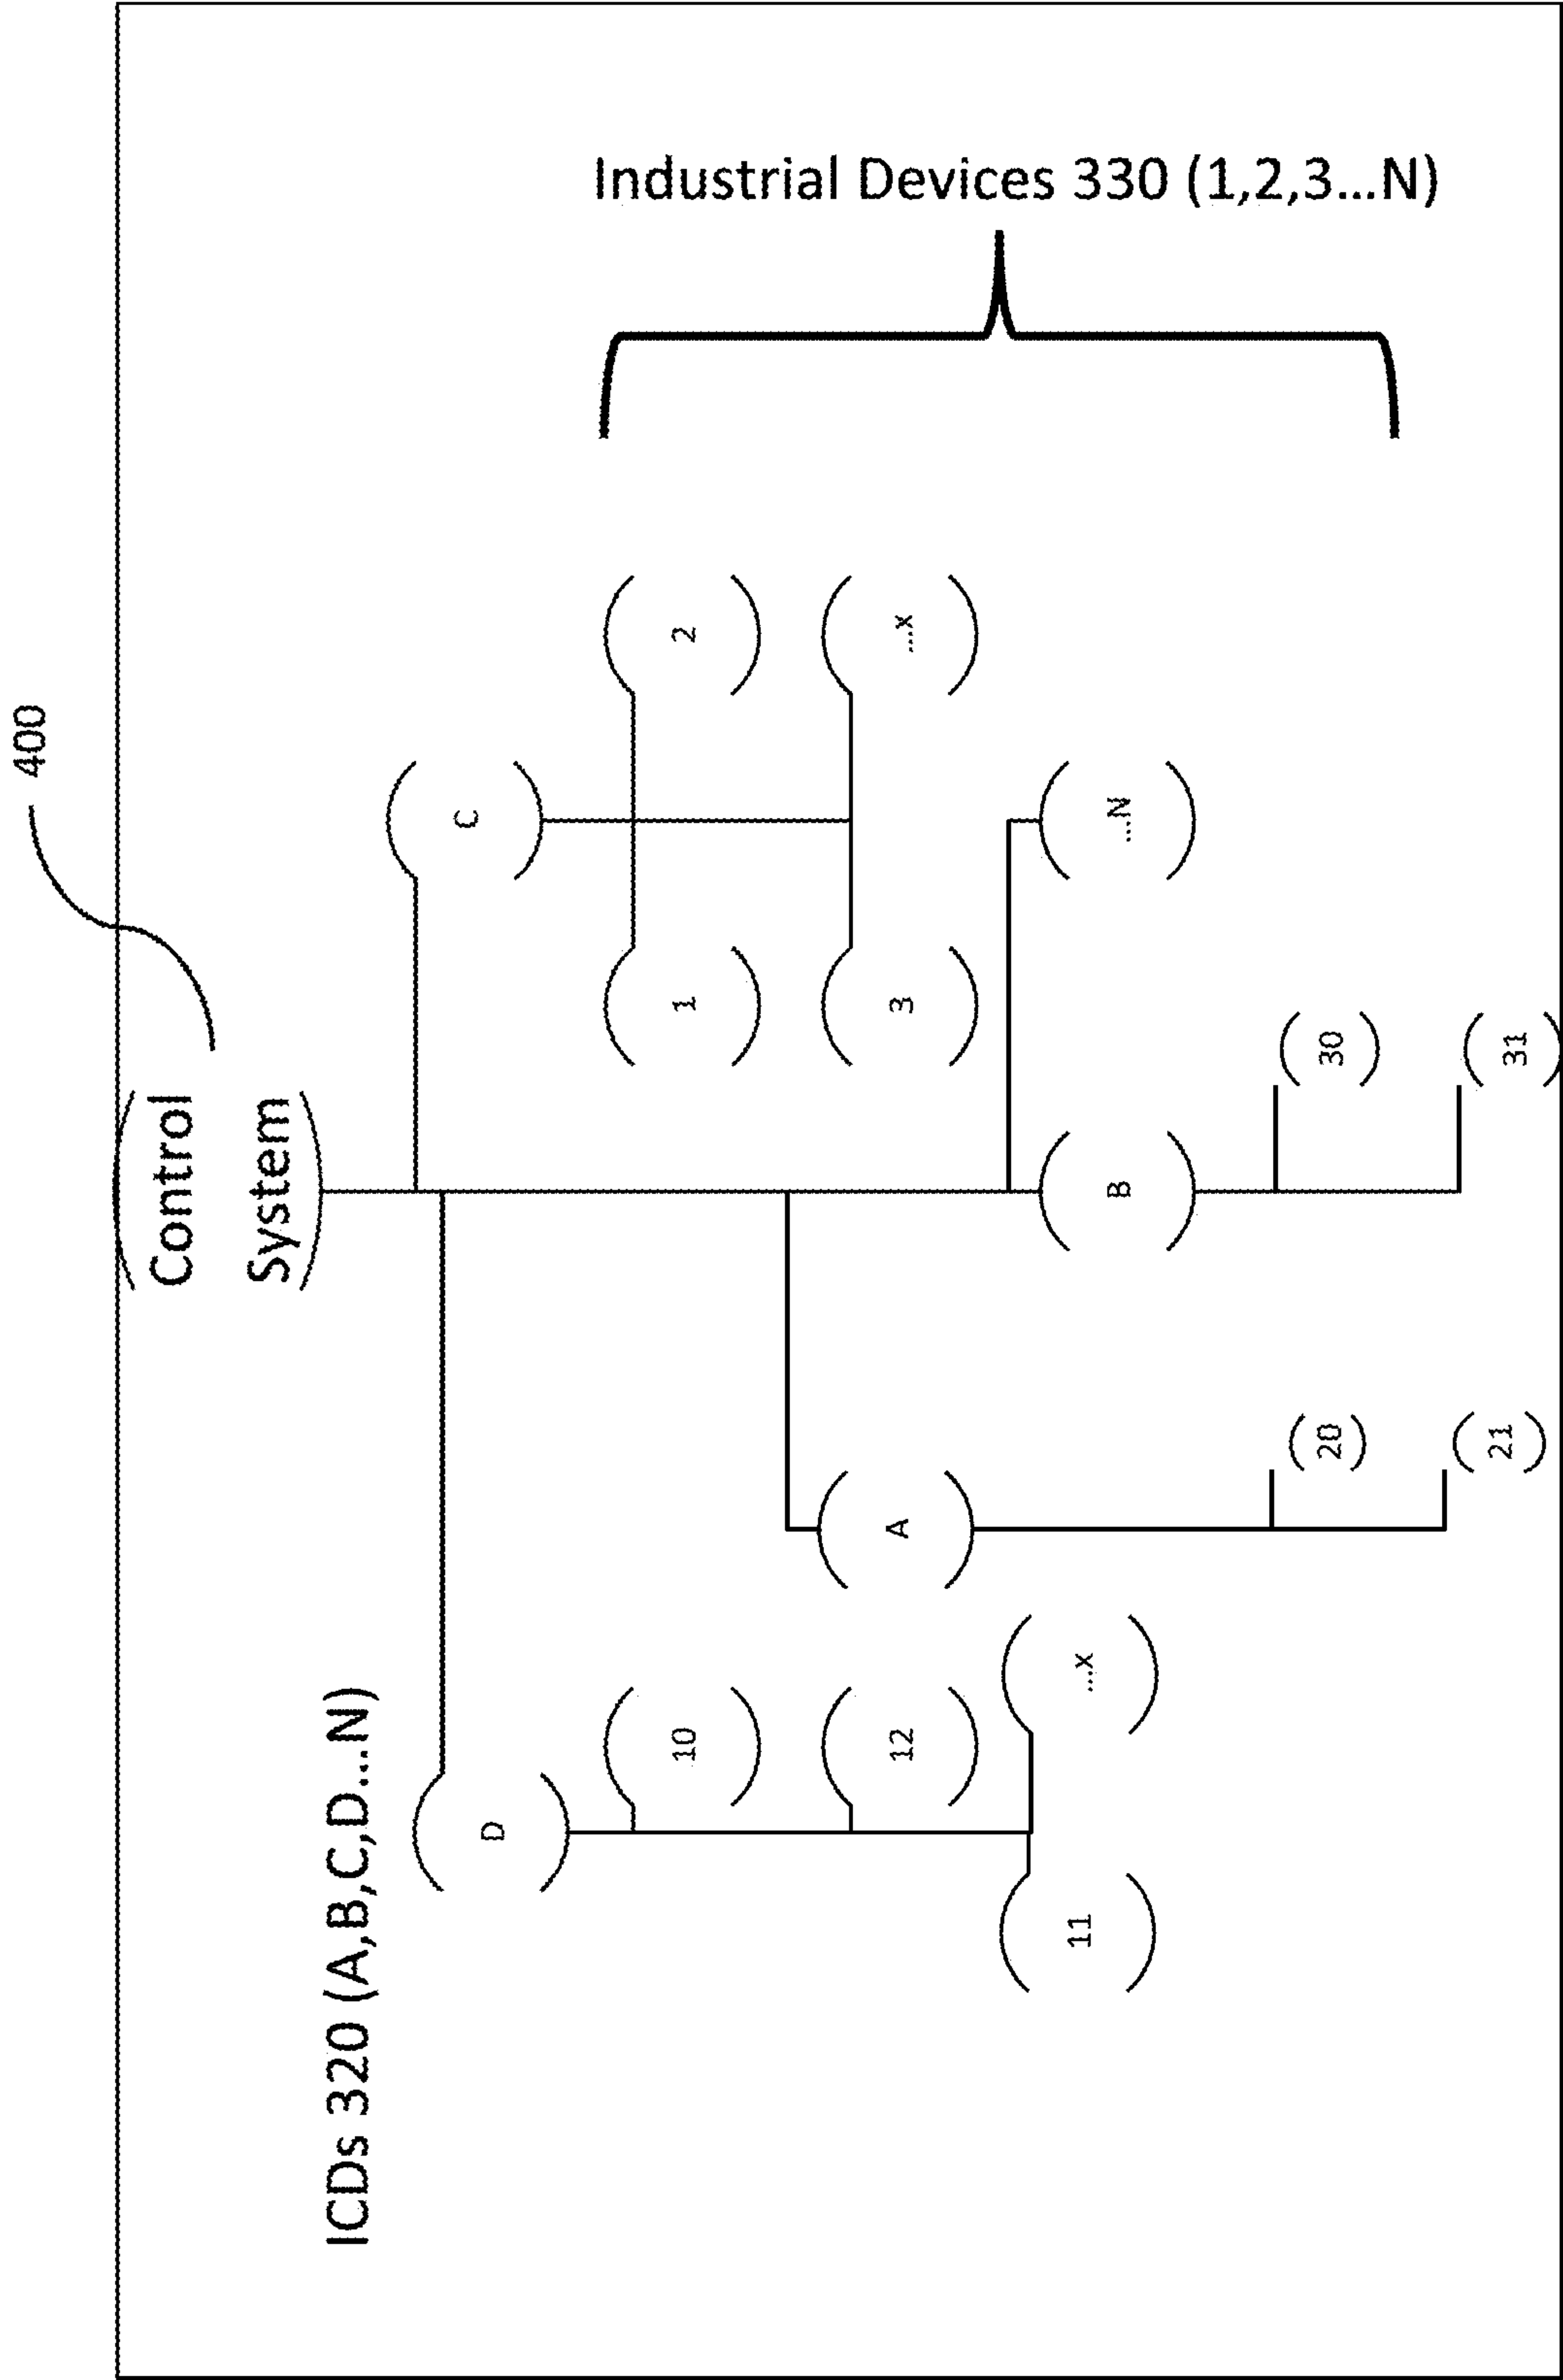 400
Control
System
ICDs 320 (A,B,C,D...N)
C
D
1
2
10
Industrial Devices 330 (1,2,3...N)
3
...x
12
A
11
...x
B
...N
20
30
21
31